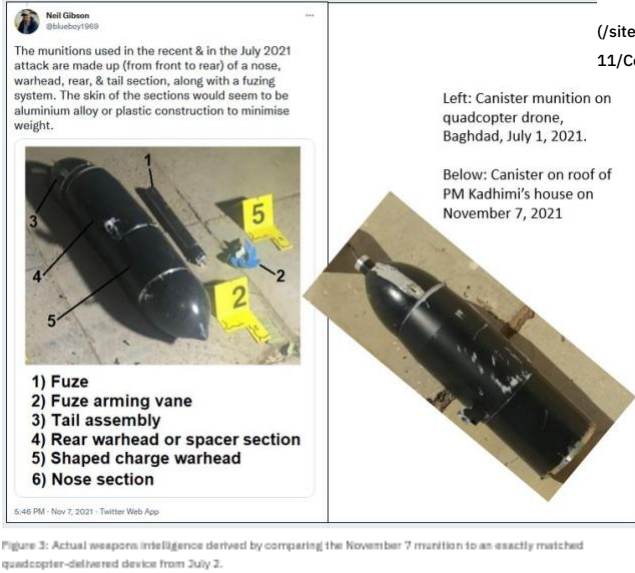 Neil Gibson
@blueboy1969
The munitions used in the recent & in the July 2021
attack are made up (from front to rear) of a nose,
warhead, rear, & tail section, along with a fuzing
system. The skin of the sections would seem to be
aluminium alloy or plastic construction to minimise
weight.
1
3
5
4
2
2
5
1) Fuze
2) Fuze arming vane
3) Tail assembly
4) Rear warhead or spacer section
5) Shaped charge warhead
6) Nose section
5:46 PM · Nov 7, 2021 · Twitter Web App
(/site
11/Co
Left: Canister munition on
quadcopter drone,
Baghdad, July 1, 2021.
Below: Canister on roof of
PM Kadhimi's house on
November 7, 2021
Figure 3: Actual weapons intelligence derived by comparing the November 7 munition to an exactly matched
quadcopter-delivered device from July 2.